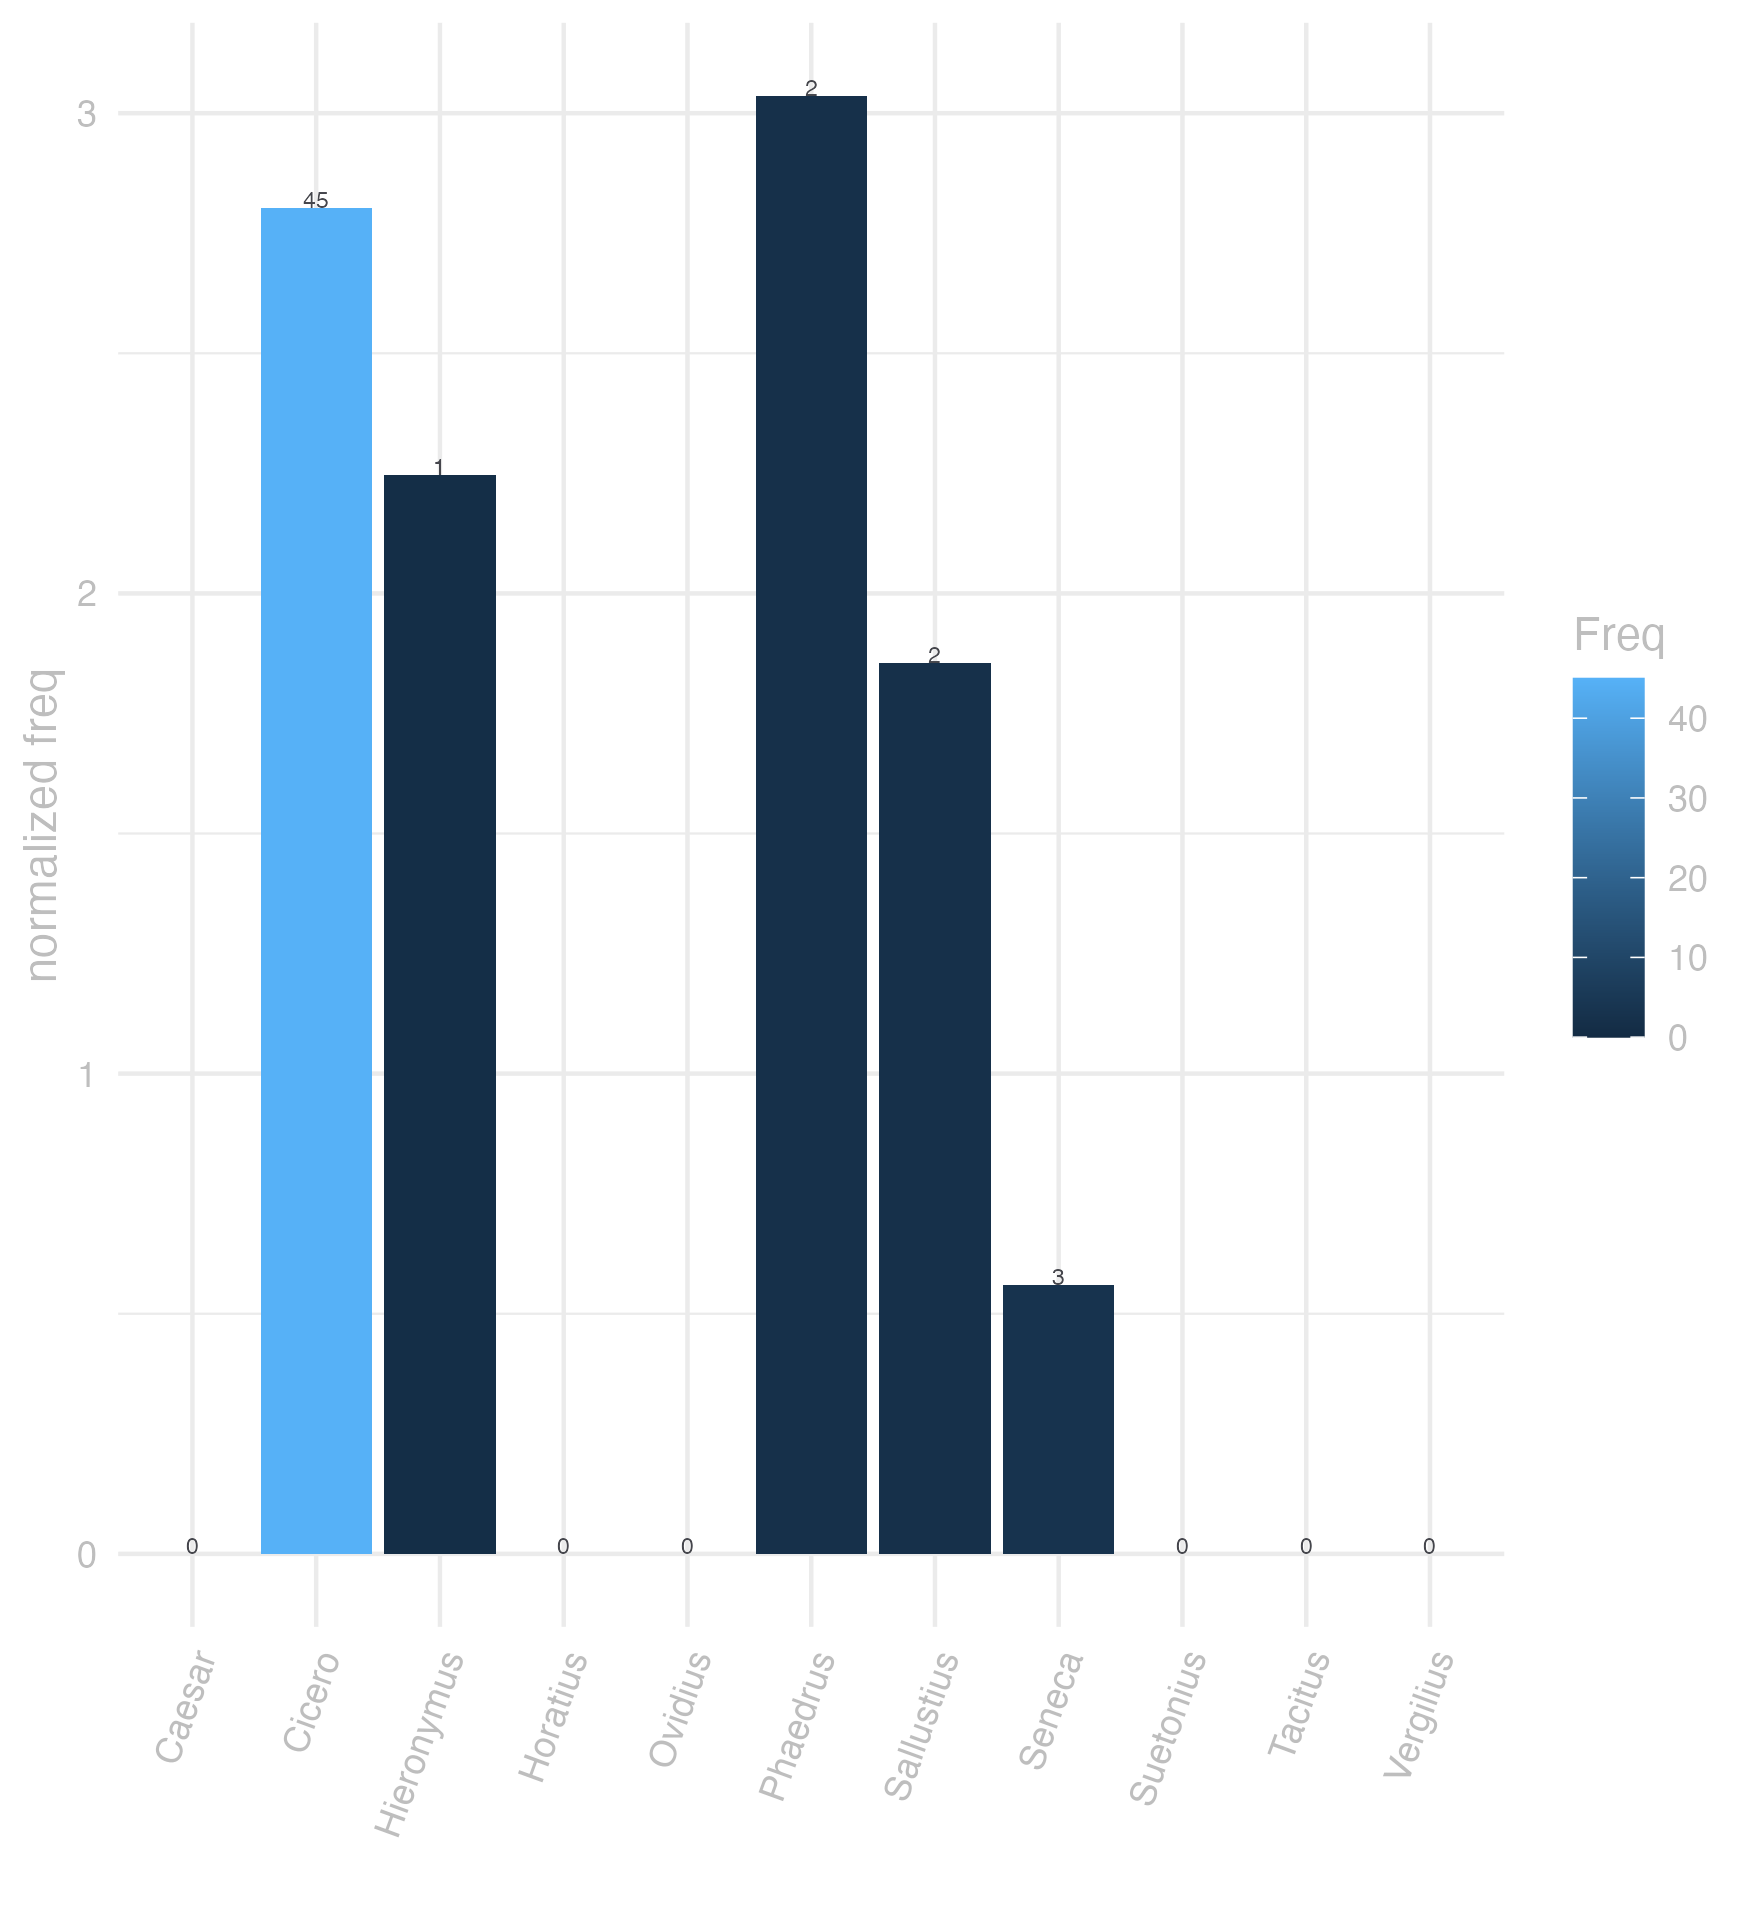 normalized freq
3
2
1
0
2
45
1
2
3
0
0
0
0
0
0
Caesar
Cicero
Hieronymus
Horatius
Ovidius
Phaedrus
Sallustius
Seneca
Suetonius
Tacitus
Vergilius
Freq
40
30
20
10
0